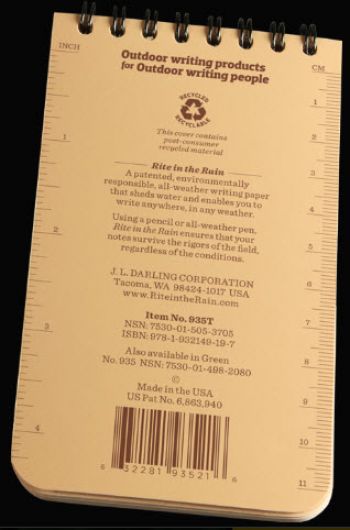 INCH
CM
Outdoor writing products
for Outdoor writing people
RECYCLED
RECYCLABLE
This cover contains
post-consumer
recycled material
Rite in the Rain
A patented, environmentally
responsible, all-weather writing paper
that sheds water and enables you to
write anywhere, in any weather.
Using a pencil or all-weather pen,
Rite in the Rain ensures that your
notes survive the rigors of the field,
regardless of the conditions.
J. L. DARLING CORPORATION
Tacoma, WA 98424-1017 USA
www.RiteintheRain.com
Item No. 935T
NSN: 7530-01-505-3705
ISBN: 978-1-932149-19-7
Also available in Green
No. 935 NSN: 7530-01-498-2080
©
Made in the USA
US Pat No. 6,863,940
6 32281 93521 6
1
2
3
4
1
2
3
4
5
6
7
8
9
10
11